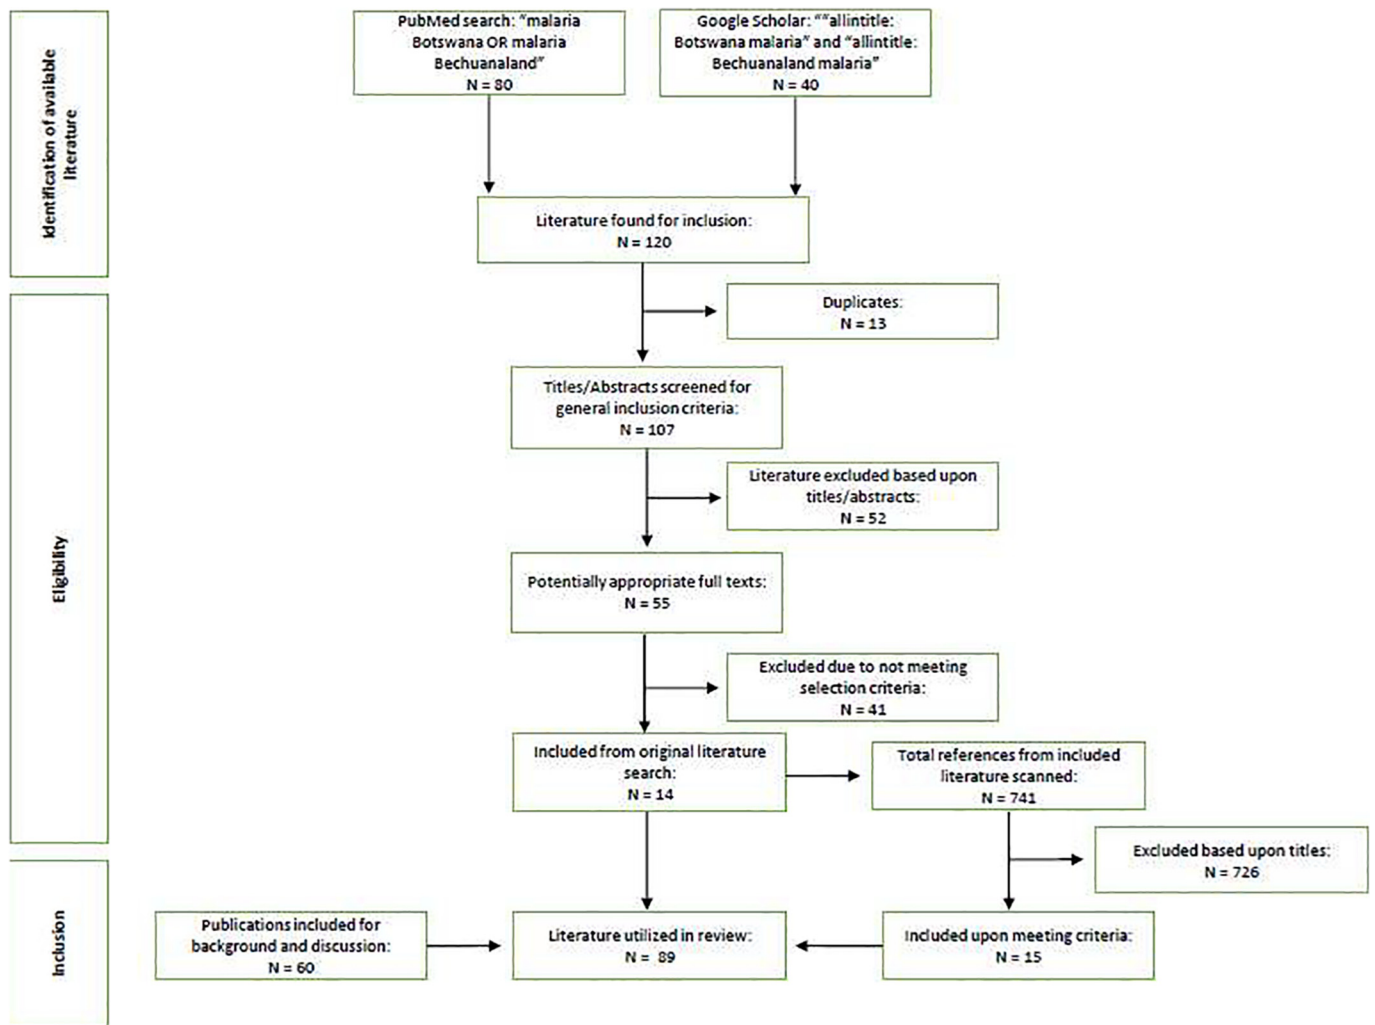 Identification of available
literature
PubMed search: “malaria
Botswana OR malaria
Bechuanaland”
N = 80
Google Scholar: ““allintitle:
Botswana malaria” and “allintitle:
Bechuanaland malaria”
N = 40
Literature found for inclusion:
N = 120
Duplicates:
N = 13
Eligibility
Titles/Abstracts screened for
general inclusion criteria:
N = 107
Literature excluded based upon
titles/abstracts:
N = 52
Potentially appropriate full texts:
N = 55
Excluded due to not meeting
selection criteria:
N = 41
Included from original literature
search:
N = 14
Total references from included
literature scanned:
N = 741
Excluded based upon titles:
N = 726
Inclusion
Publications included for
background and discussion:
N = 60
Literature utilized in review:
N = 89
Included upon meeting criteria:
N = 15